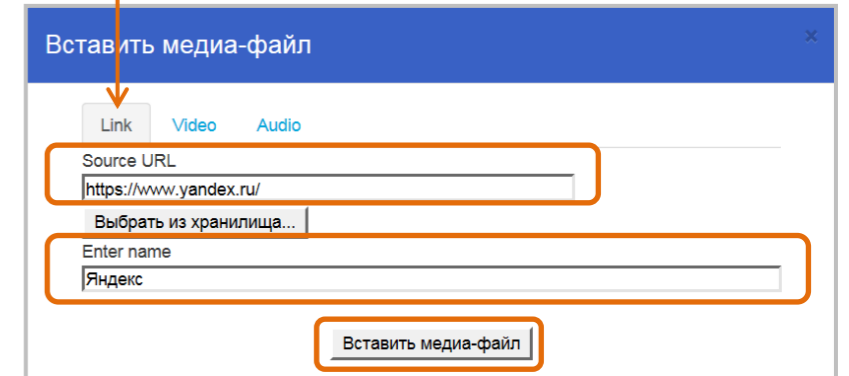 Вставить медиа-файл
×
Link Video Audio
Source URL
https://www.yandex.ru/
Выбрать из хранилища...
Enter name
Яндекс
Вставить медиа-файл